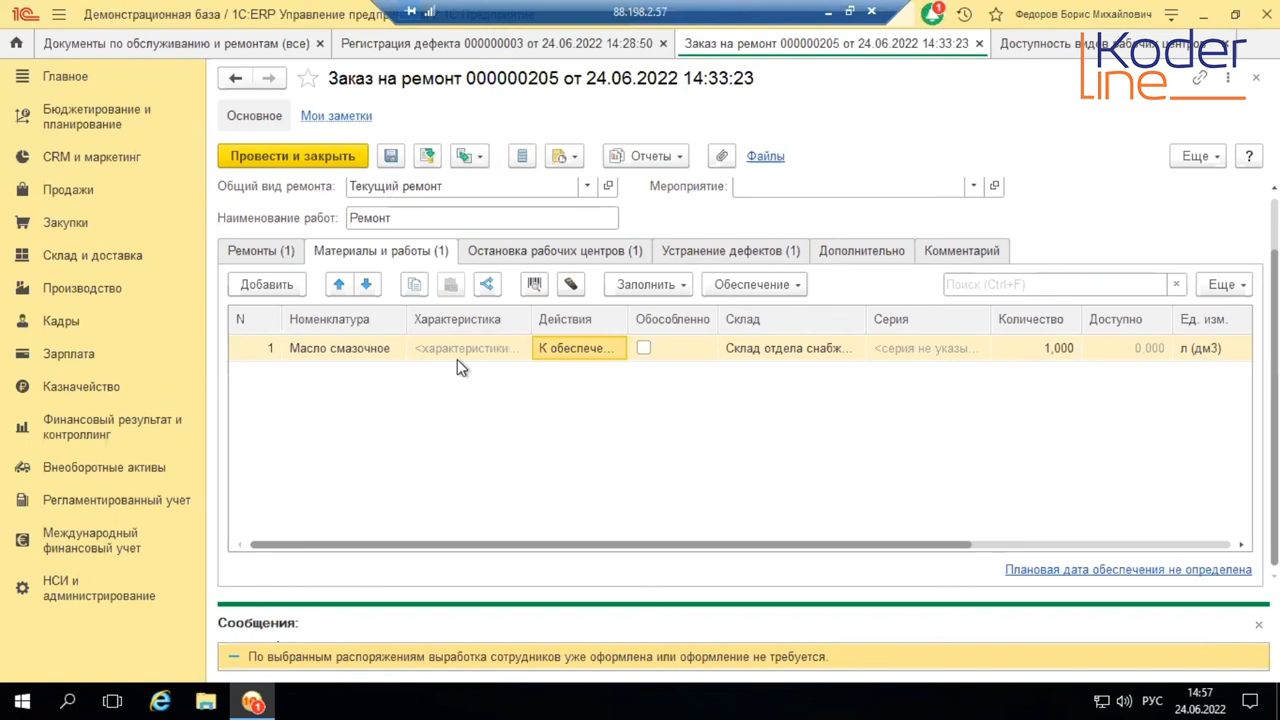 Демонстрационная база / 1С:ERP Управление предпр
1С:Предприятие
88.198.2.57
Федоров Борис Михайлович
Документы по обслуживанию и ремонтам (все)
Регистрация дефекта 000000003 от 24.06.2022 14:28:50
Заказ на ремонт 000000205 от 24.06.2022 14:33:23
Доступность видов рабочих центров
Koder
line
Главное
Бюджетирование и
планирование
CRM и маркетинг
Продажи
Закупки
Склад и доставка
Производство
Кадры
Зарплата
Казначейство
Финансовый результат и
контроллинг
Внеоборотные активы
Регламентированный учет
Международный
финансовый учет
НСИ и
администрирование
Заказ на ремонт 000000205 от 24.06.2022 14:33:23
Основное Мои заметки
Провести и закрыть Отчеты Файлы Еще ?
Общий вид ремонта: Текущий ремонт Мероприятие:
Наименование работ: Ремонт
Ремонты (1) Материалы и работы (1) Остановка рабочих центров (1) Устранение дефектов (1) Дополнительно Комментарий
Добавить Заполнить Обеспечение Поиск (Ctrl+F) Еще
N Номенклатура Характеристика Действия Обособленно Склад Серия Количество Доступно Ед. изм.
1 Масло смазочное <характеристики... К обеспече... Склад отдела снабж... <серия не указы... 1,000 0,000 л (дм3)
Плановая дата обеспечения не определена
Сообщения:
По выбранным распоряжениям выработка сотрудников уже оформлена или оформление не требуется.
РУС
14:57
24.06.2022